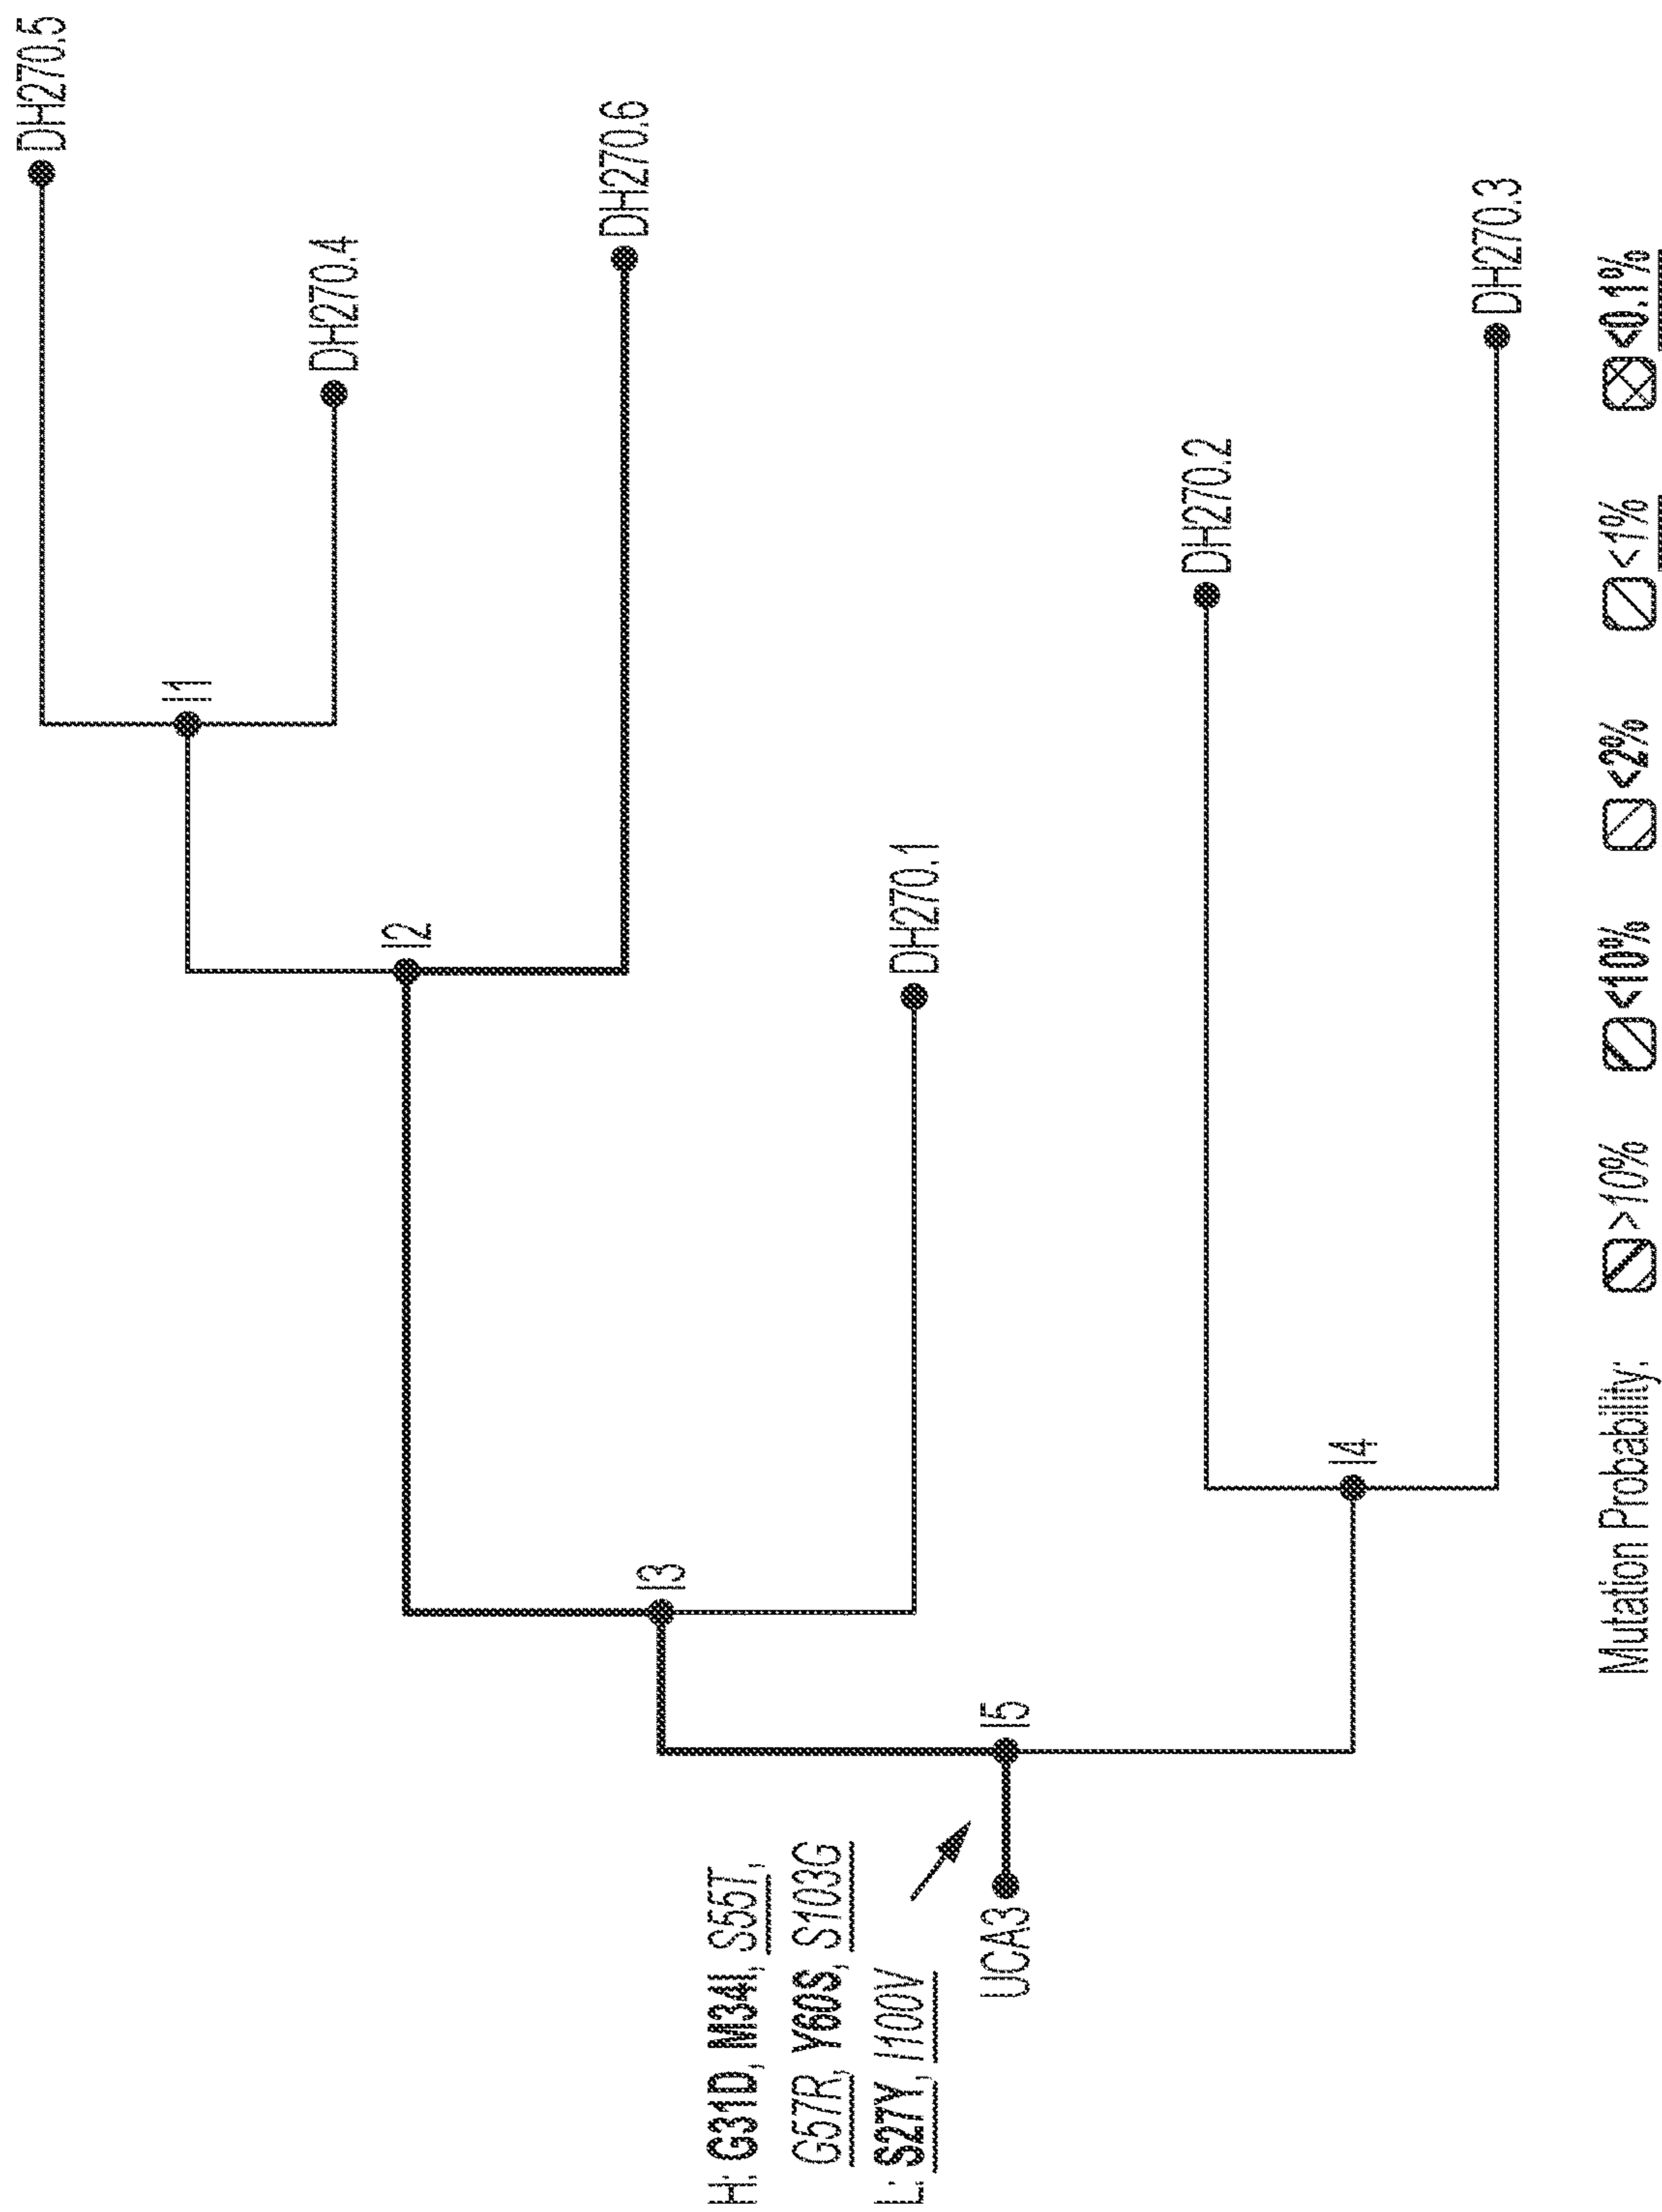 DH270.5
DH270.4
I1
DH270.6
I2
DH270.1
I3
DH270.2
DH270.3
I4
I5
UCA3
H: G31D, M34I, S55T,
G57R, Y60S, S103G
L: S27Y, I100V
Mutation Probability: >10% <10% <2% <1% <0.1%